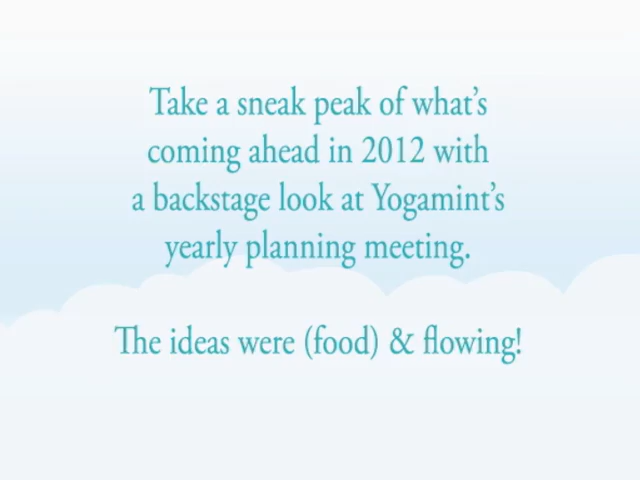 Take a sneak peak of what's
coming ahead in 2012 with
a backstage look at Yogamint's
yearly planning meeting.
The ideas were (food) & flowing!